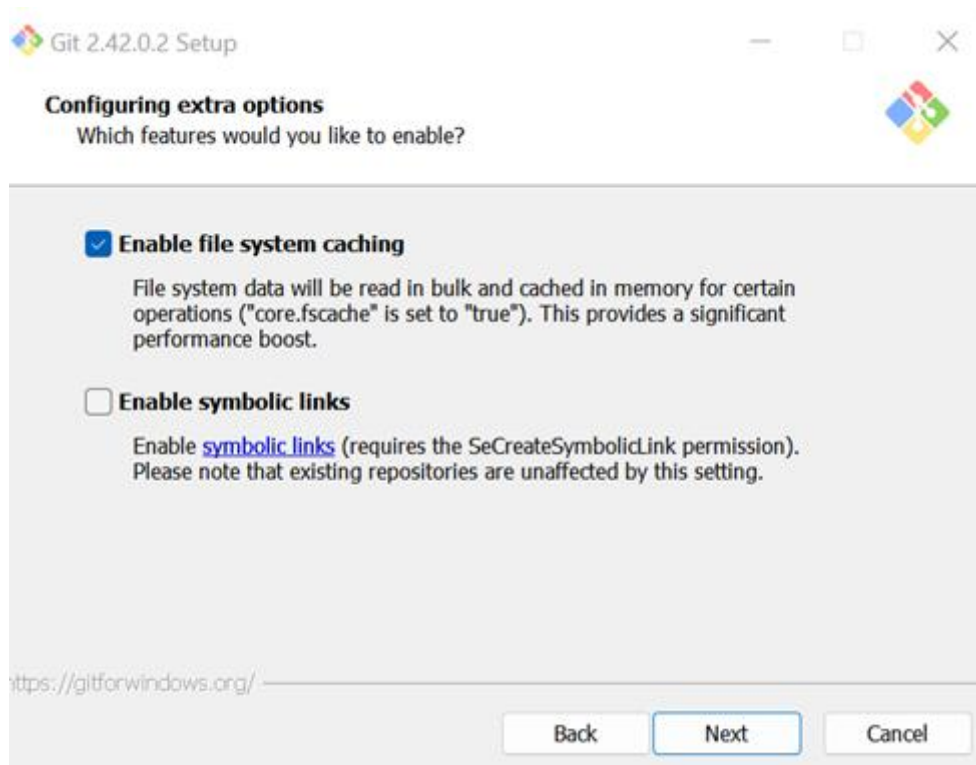 Git 2.42.0.2 Setup
Configuring extra options
Which features would you like to enable?
Enable file system caching
File system data will be read in bulk and cached in memory for certain
operations ("core.fscache" is set to "true"). This provides a significant
performance boost.
Enable symbolic links
Enable symbolic links (requires the SeCreateSymbolicLink permission).
Please note that existing repositories are unaffected by this setting.
https://gitforwindows.org/
Back Next Cancel